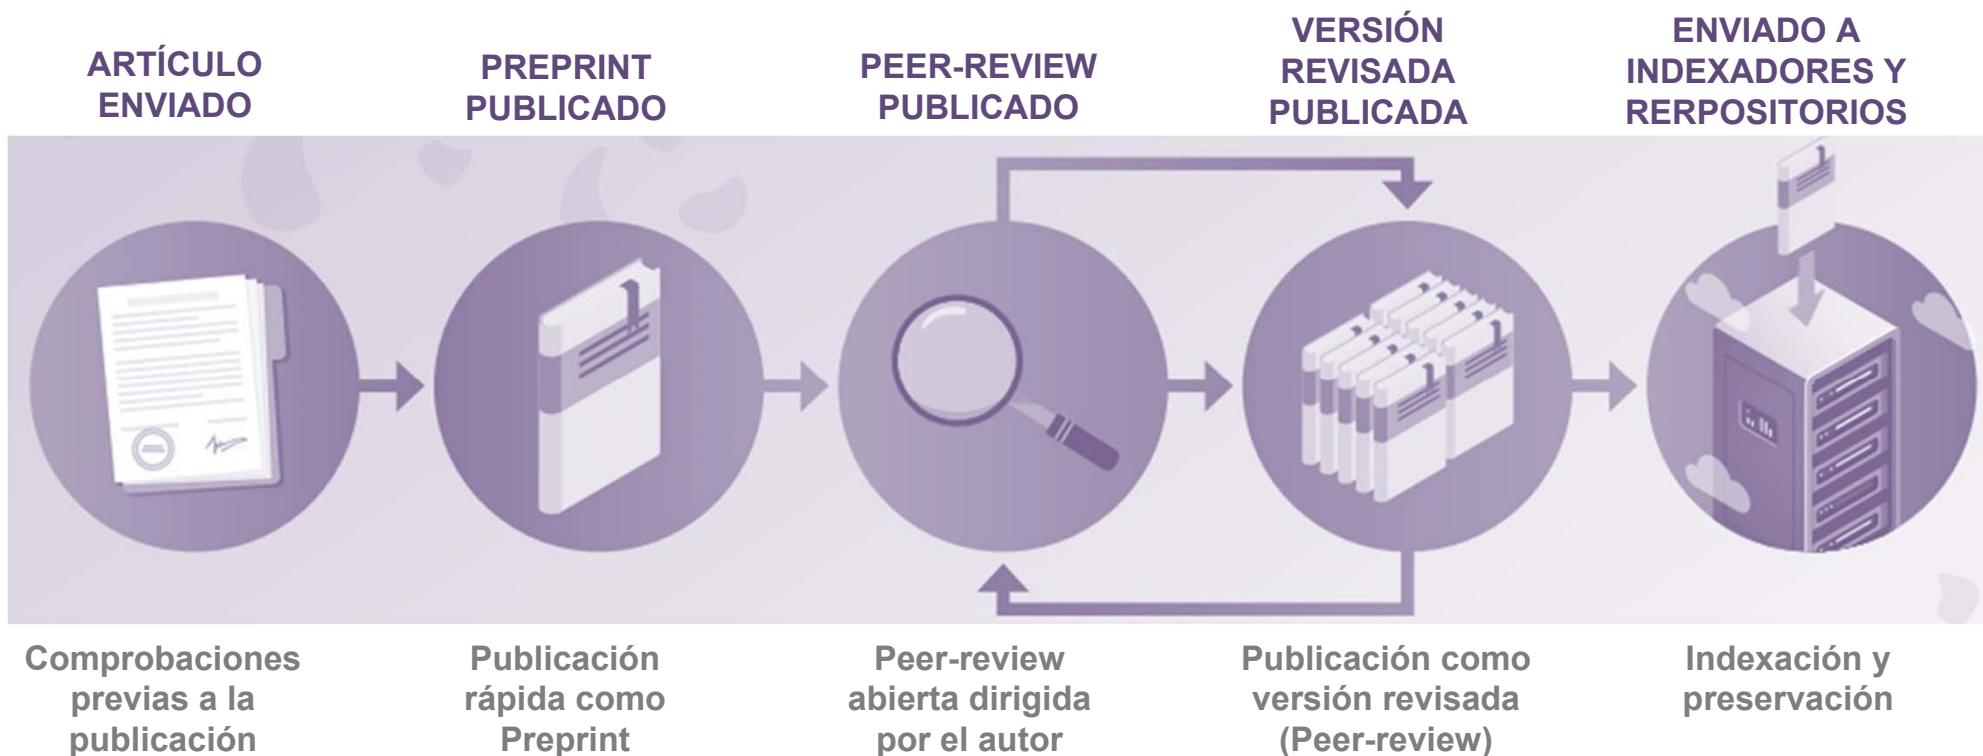 ARTÍCULO
ENVIADO
PREPRINT
PUBLICADO
PEER-REVIEW
PUBLICADO
VERSIÓN
REVISADA
PUBLICADA
ENVIADO A
INDEXADORES Y
RERPOSITORIOS
Comprobaciones
previas a la
publicación
Publicación
rápida como
Preprint
Peer-review
abierta dirigida
por el autor
Publicación como
versión revisada
(Peer-review)
Indexación y
preservación